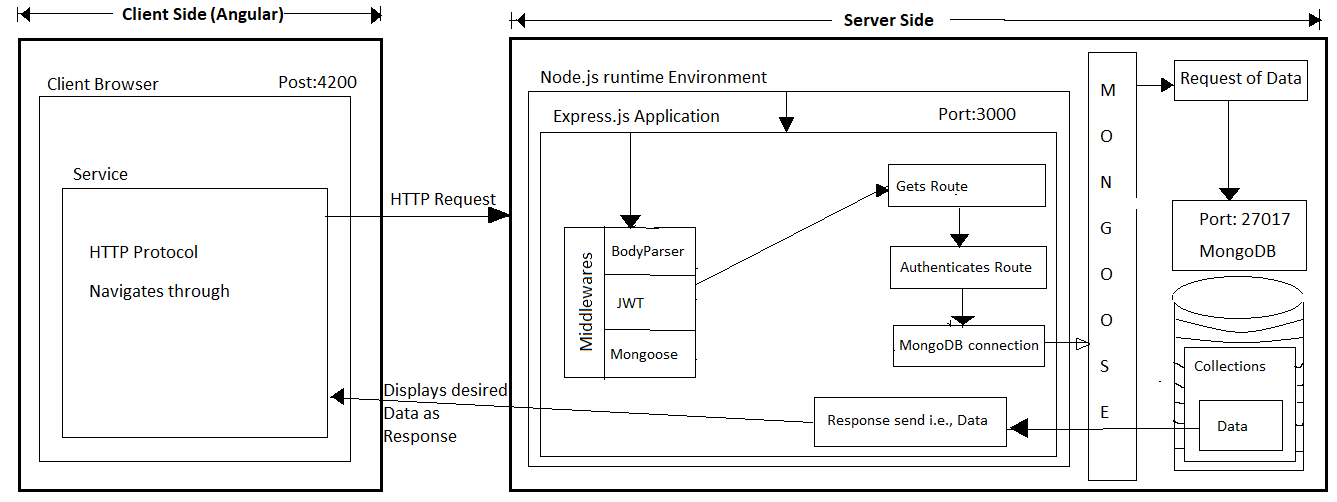 Client Side (Angular)
Server Side
Client Browser
Post:4200
Service
HTTP Protocol
Navigates through
HTTP Request
Displays desired
Data as
Response
Node.js runtime Environment
Express.js Application
Port:3000
Middlewares
BodyParser
JWT
Mongoose
Gets Route
Authenticates Route
MongoDB connection
Response send i.e., Data
M
O
N
G
O
O
S
E
Request of Data
Port: 27017
MongoDB
Collections
Data